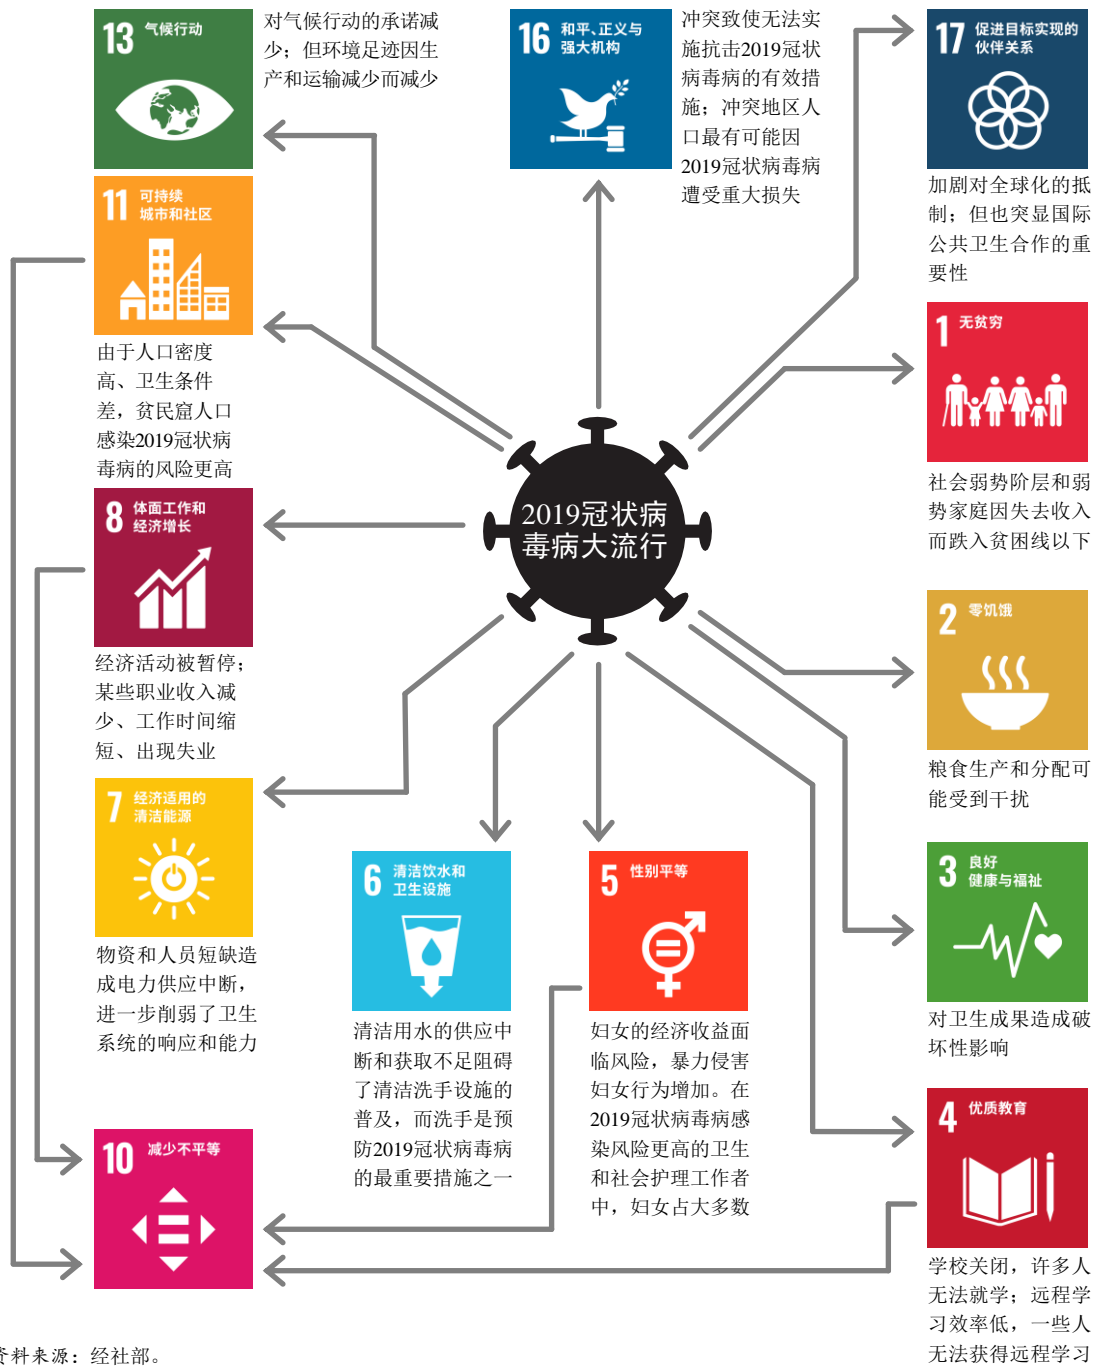 13 气候行动
对气候行动的承诺减
少；但环境足迹因生
产和运输减少而减少
16 和平、正义与
强大机构
冲突致使无法实
施抗击2019冠状
病毒病的有效措
施；冲突地区人
口最有可能因
2019冠状病毒病
遭受重大损失
17 促进目标实现的
伙伴关系
加剧对全球化的抵
制；但也突显国际
公共卫生合作的重
要性
11 可持续
城市和社区
由于人口密度
高、卫生条件
差，贫民窟人口
感染2019冠状病
毒病的风险更高
1 无贫穷
社会弱势阶层和弱
势家庭因失去收入
而跌入贫困线以下
8 体面工作和
经济增长
经济活动被暂停；
某些职业收入减
少、工作时间缩
短、出现失业
2019冠状病
毒病大流行
2 零饥饿
粮食生产和分配可
能受到干扰
7 经济适用的
清洁能源
物资和人员短缺造
成电力供应中断，
进一步削弱了卫生
系统的响应和能力
6 清洁饮水和
卫生设施
清洁用水的供应中
断和获取不足阻碍
了清洁洗手设施的
普及，而洗手是预
防2019冠状病毒病
的最重要措施之一
5 性别平等
妇女的经济收益面
临风险，暴力侵害
妇女行为增加。在
2019冠状病毒病感
染风险更高的卫生
和社会护理工作者
中，妇女占大多数
3 良好
健康与福祉
对卫生成果造成破
坏性影响
10 减少不平等
4 优质教育
学校关闭，许多人
无法就学；远程学
习效率低，一些人
无法获得远程学习
资料来源：经社部。